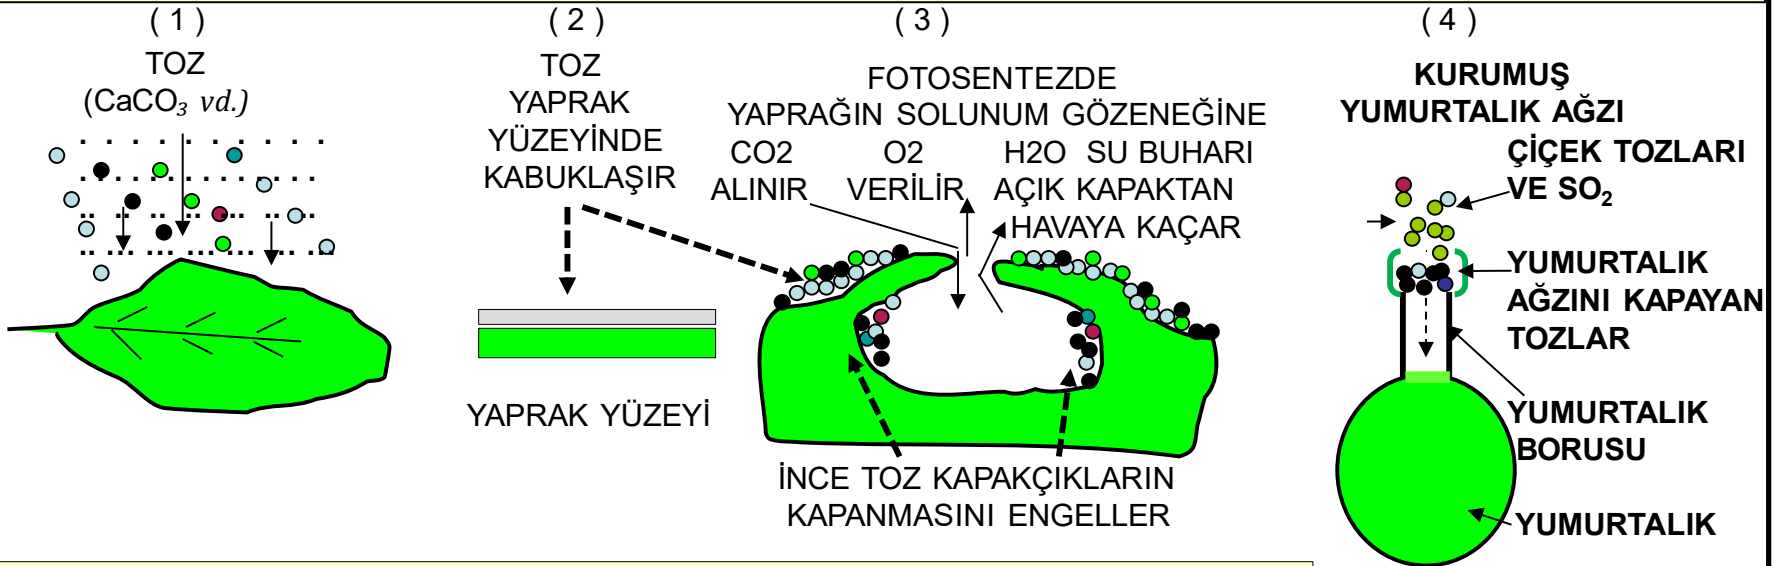 ( 1 )
TOZ
(CaCO₃ vd.)
( 2 )
TOZ
YAPRAK
YÜZEYİNDE
KABUKLAŞIR
YAPRAK YÜZEYİ
( 3 )
FOTOSENTEZDE
YAPRAĞIN SOLUNUM GÖZENEĞİNE
CO2 O2 H2O SU BUHARI
ALINIR VERİLİR AÇIK KAPAKTAN
HAVAYA KAÇAR
İNCE TOZ KAPAKÇIKLARIN
KAPANMASINI ENGELLER
( 4 )
KURUMUŞ
YUMURTALIK AĞZI
ÇİÇEK TOZLARI
VE SO₂
YUMURTALIK
AĞZINI KAPAYAN
TOZLAR
YUMURTALIK
BORUSU
YUMURTALIK